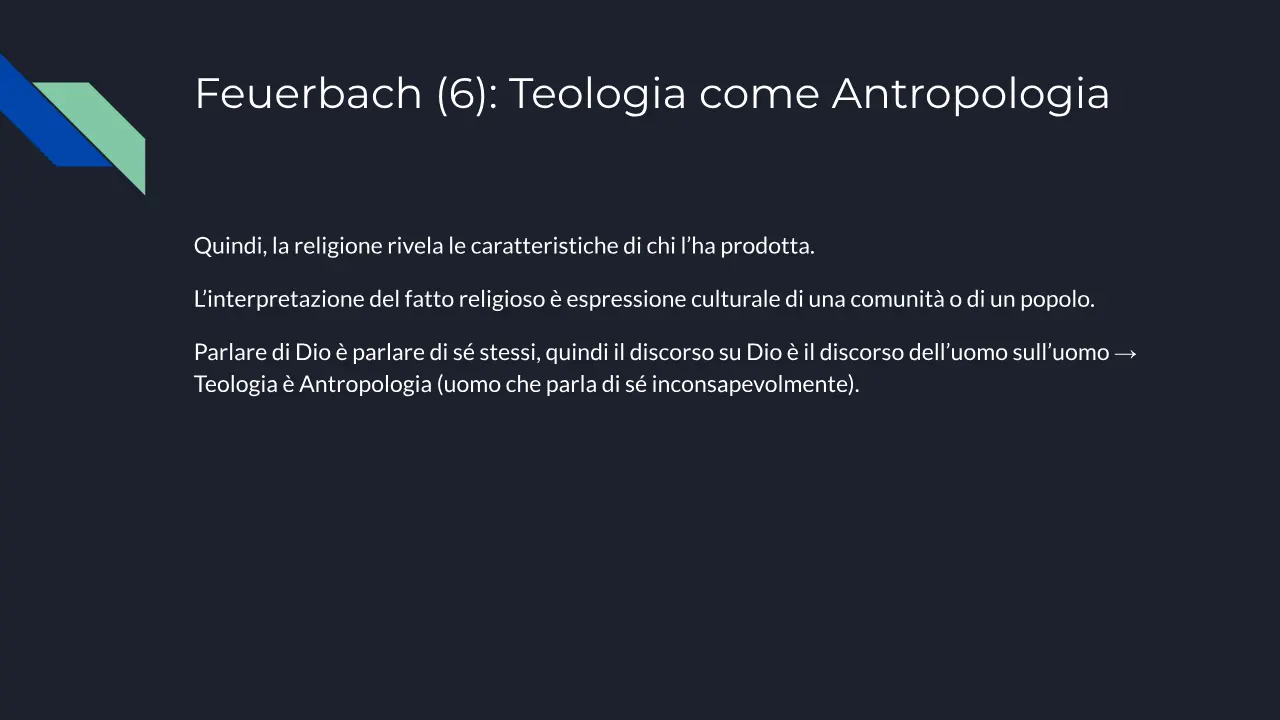 Feuerbach (6): Teologia come Antropologia
Quindi, la religione rivela le caratteristiche di chi l’ha prodotta.
L’interpretazione del fatto religioso è espressione culturale di una comunità o di un popolo.
Parlare di Dio è parlare di sé stessi, quindi il discorso su Dio è il discorso dell’uomo sull’uomo →
Teologia è Antropologia (uomo che parla di sé inconsapevolmente).